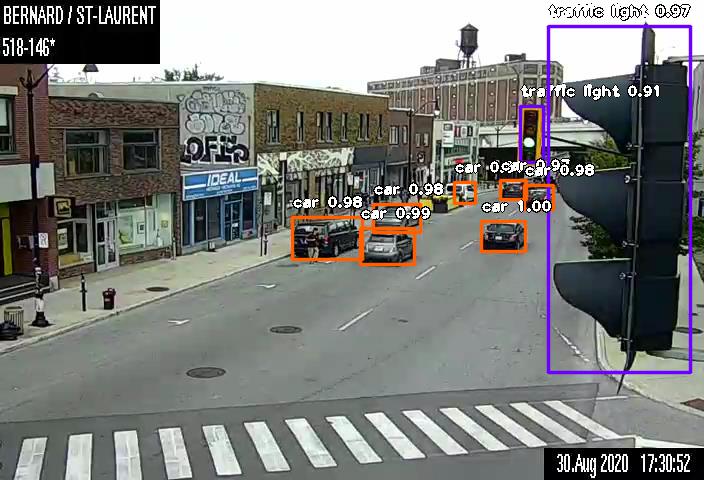 BERNARD / ST-LAURENT
518-146*
traffic light 0.97
traffic light 0.91
car 0.98
car 0.98
car 0.98
car 0.99
car 1.00
IDEAL
30.Aug 2020 17:30:52